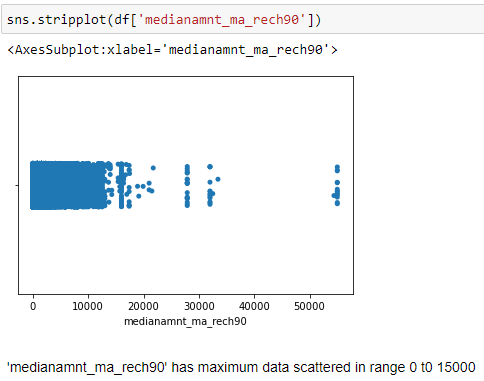 sns.stripplot(df['medianamnt_ma_rech90'])
<AxesSubplot:xlabel='medianamnt_ma_rech90'>
0 10000 20000 30000 40000 50000
medianamnt_ma_rech90
'medianamnt_ma_rech90' has maximum data scattered in range 0 to 15000